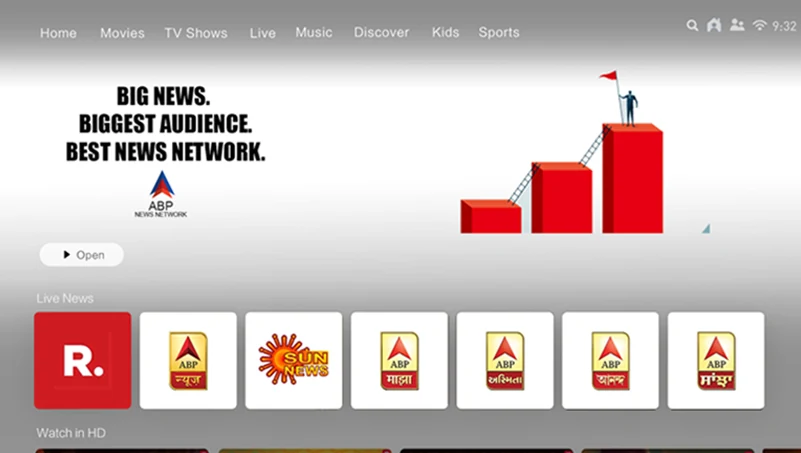 Home Movies TV Shows Live Music Discover Kids Sports 9:32
BIG NEWS.
BIGGEST AUDIENCE.
BEST NEWS NETWORK.
ABP
NEWS NETWORK
Open
Live News
R.
ABP
न्यूज़
SUN
NEWS
ABP
माझा
ABP
અસ્મિતા
ABP
আনন্দ
ABP
ਸਾਂਝਾ
Watch in HD